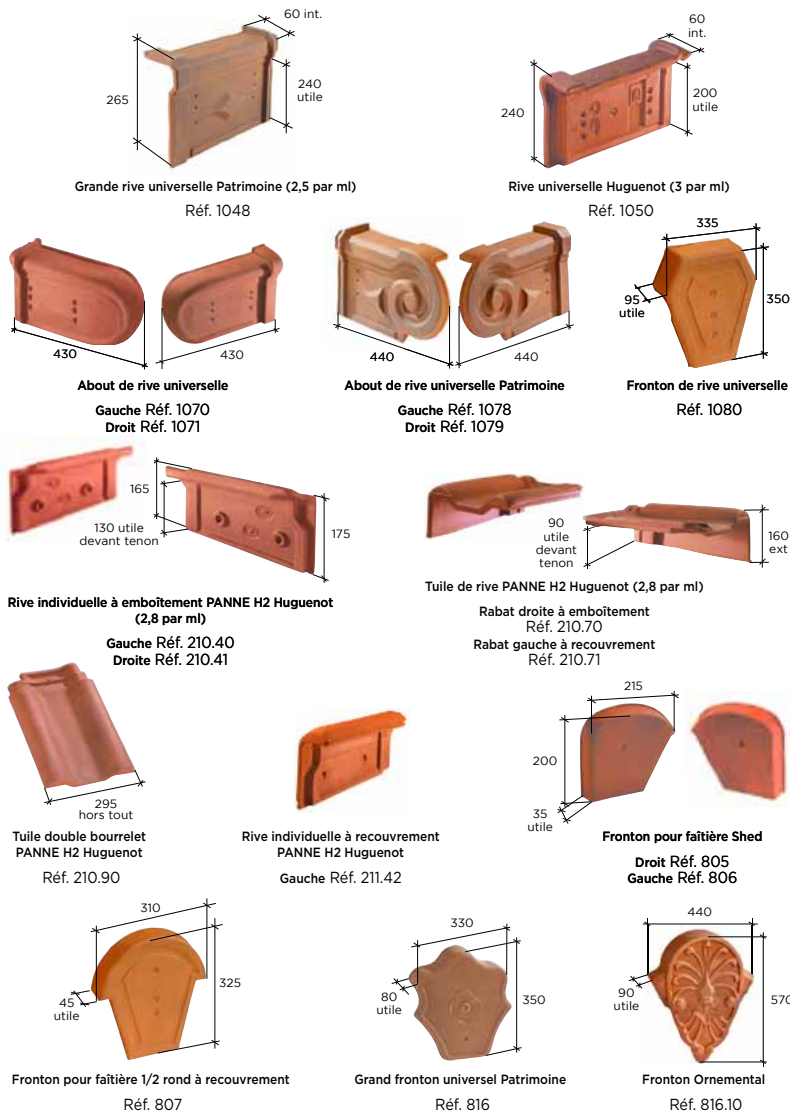 60 int.
265
240
utile
Grande rive universelle Patrimoine (2,5 par ml)
Réf. 1048
60
int.
240
200
utile
Rive universelle Huguenot (3 par ml)
Réf. 1050
430
430
About de rive universelle
Gauche Réf. 1070
Droit Réf. 1071
440
440
About de rive universelle Patrimoine
Gauche Réf. 1078
Droit Réf. 1079
335
350
95
utile
Fronton de rive universelle
Réf. 1080
165
130 utile
devant tenon
175
Rive individuelle à emboîtement PANNE H2 Huguenot
(2,8 par ml)
Gauche Réf. 210.40
Droite Réf. 210.41
90
utile
devant
tenon
160
ext
Tuile de rive PANNE H2 Huguenot (2,8 par ml)
Rabat droite à emboîtement
Réf. 210.70
Rabat gauche à recouvrement
Réf. 210.71
295
hors tout
Tuile double bourrelet
PANNE H2 Huguenot
Réf. 210.90
Rive individuelle à recouvrement
PANNE H2 Huguenot
Gauche Réf. 211.42
215
200
35
utile
Fronton pour faîtière Shed
Droit Réf. 805
Gauche Réf. 806
310
325
45
utile
Fronton pour faîtière 1/2 rond à recouvrement
Réf. 807
330
350
80
utile
Grand fronton universel Patrimoine
Réf. 816
440
570
90
utile
Fronton Ornemental
Réf. 816.10